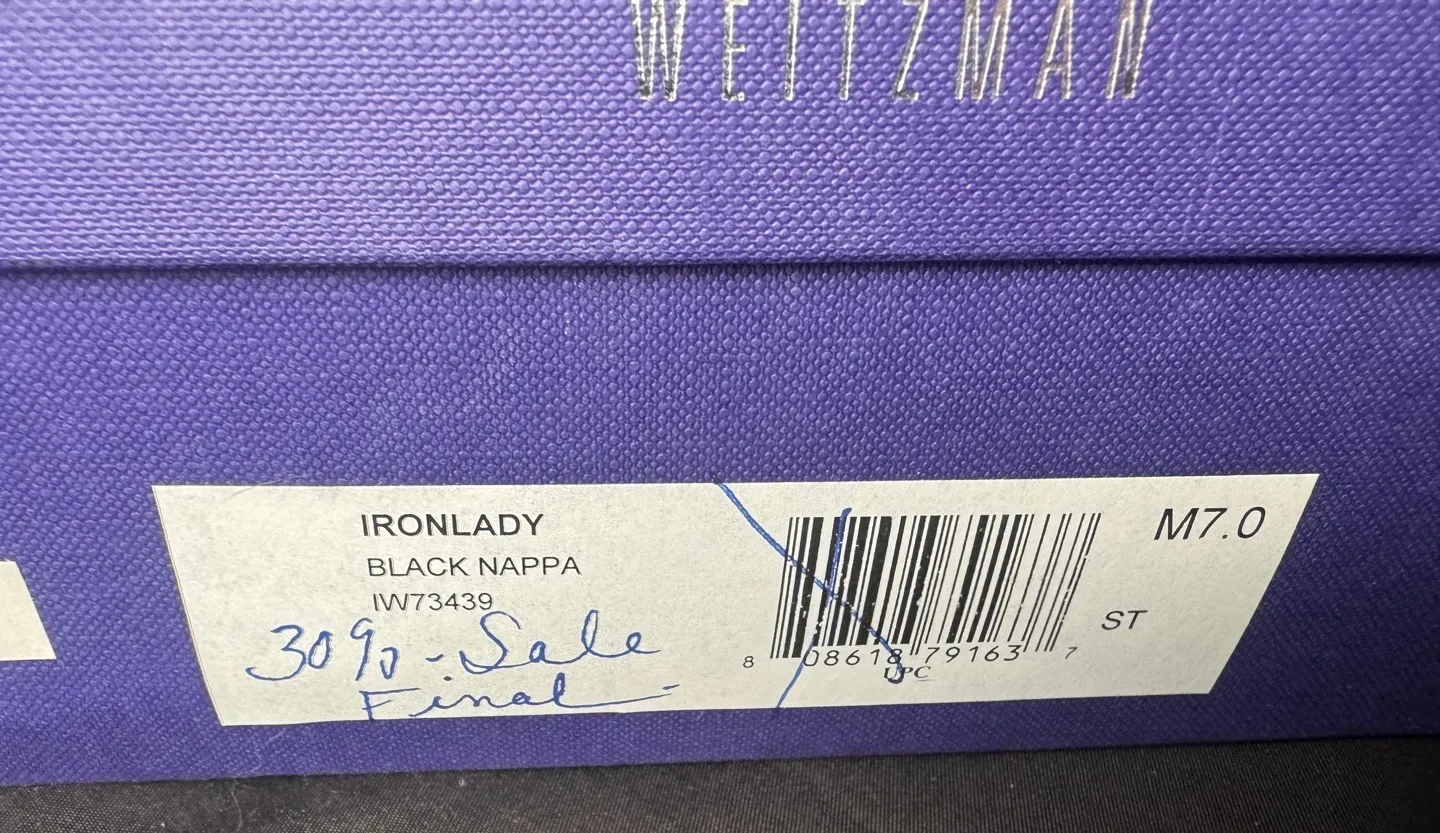 WEITZMAN
IRONLADY
BLACK NAPPA
IW73439
30% - Sale
Final
M7.0
ST
8 08618 79163 7
UPC